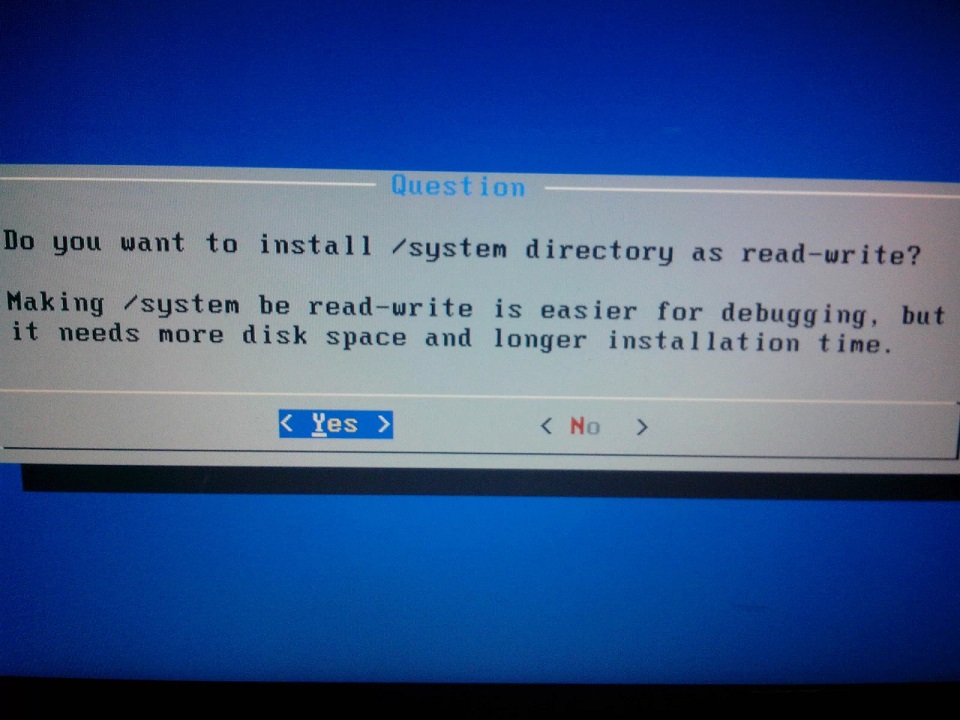 Question
Do you want to install /system directory as read-write?
Making /system be read-write is easier for debugging, but
it needs more disk space and longer installation time.
< Yes > < No >